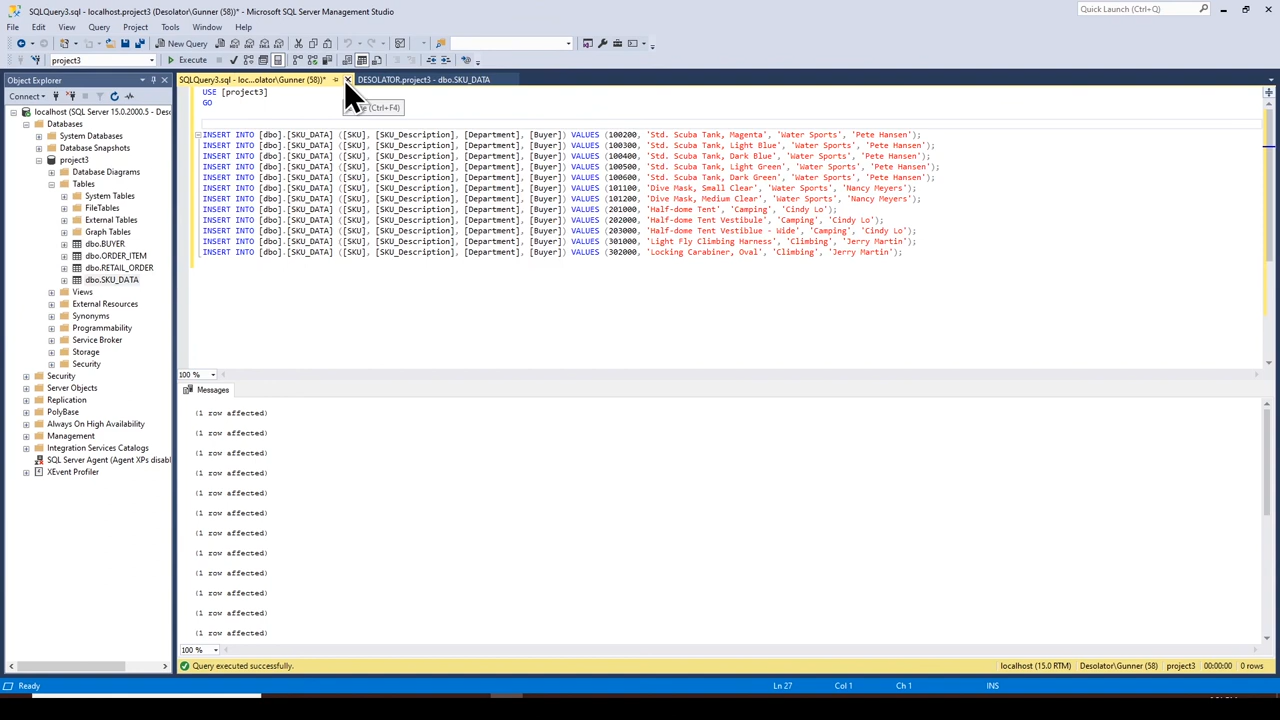 SQLQuery3.sql - localhost.project3 (Desolator\Gunner (58))* - Microsoft SQL Server Management Studio
Quick Launch (Ctrl+Q)
File Edit View Query Project Tools Window Help
New Query
project3
Execute
Object Explorer
SQLQuery3.sql - loc...olator\Gunner (58))*
DESOLATOR.project3 - dbo.SKU_DATA
(Ctrl+F4)
Connect
localhost (SQL Server 15.0.2000.5 - Des
Databases
System Databases
Database Snapshots
project3
Database Diagrams
Tables
System Tables
FileTables
External Tables
Graph Tables
dbo.BUYER
dbo.ORDER_ITEM
dbo.RETAIL_ORDER
dbo.SKU_DATA
Views
External Resources
Synonyms
Programmability
Service Broker
Storage
Security
Security
Server Objects
Replication
PolyBase
Always On High Availability
Management
Integration Services Catalogs
SQL Server Agent (Agent XPs disabl
XEvent Profiler
USE [project3]
GO
INSERT INTO [dbo].[SKU_DATA] ([SKU], [SKU_Description], [Department], [Buyer]) VALUES (100200, 'Std. Scuba Tank, Magenta', 'Water Sports', 'Pete Hansen');
INSERT INTO [dbo].[SKU_DATA] ([SKU], [SKU_Description], [Department], [Buyer]) VALUES (100300, 'Std. Scuba Tank, Light Blue', 'Water Sports', 'Pete Hansen');
INSERT INTO [dbo].[SKU_DATA] ([SKU], [SKU_Description], [Department], [Buyer]) VALUES (100400, 'Std. Scuba Tank, Dark Blue', 'Water Sports', 'Pete Hansen');
INSERT INTO [dbo].[SKU_DATA] ([SKU], [SKU_Description], [Department], [Buyer]) VALUES (100500, 'Std. Scuba Tank, Light Green', 'Water Sports', 'Pete Hansen');
INSERT INTO [dbo].[SKU_DATA] ([SKU], [SKU_Description], [Department], [Buyer]) VALUES (100600, 'Std. Scuba Tank, Dark Green', 'Water Sports', 'Pete Hansen');
INSERT INTO [dbo].[SKU_DATA] ([SKU], [SKU_Description], [Department], [Buyer]) VALUES (101100, 'Dive Mask, Small Clear', 'Water Sports', 'Nancy Meyers');
INSERT INTO [dbo].[SKU_DATA] ([SKU], [SKU_Description], [Department], [Buyer]) VALUES (101200, 'Dive Mask, Medium Clear', 'Water Sports', 'Nancy Meyers');
INSERT INTO [dbo].[SKU_DATA] ([SKU], [SKU_Description], [Department], [Buyer]) VALUES (201000, 'Half-dome Tent', 'Camping', 'Cindy Lo');
INSERT INTO [dbo].[SKU_DATA] ([SKU], [SKU_Description], [Department], [Buyer]) VALUES (202000, 'Half-dome Tent Vestibule', 'Camping', 'Cindy Lo');
INSERT INTO [dbo].[SKU_DATA] ([SKU], [SKU_Description], [Department], [Buyer]) VALUES (203000, 'Half-dome Tent Vestiblue - Wide', 'Camping', 'Cindy Lo');
INSERT INTO [dbo].[SKU_DATA] ([SKU], [SKU_Description], [Department], [Buyer]) VALUES (301000, 'Light Fly Climbing Harness', 'Climbing', 'Jerry Martin');
INSERT INTO [dbo].[SKU_DATA] ([SKU], [SKU_Description], [Department], [Buyer]) VALUES (302000, 'Locking Carabiner, Oval', 'Climbing', 'Jerry Martin');
100 %
Messages
(1 row affected)
(1 row affected)
(1 row affected)
(1 row affected)
(1 row affected)
(1 row affected)
(1 row affected)
(1 row affected)
(1 row affected)
(1 row affected)
(1 row affected)
(1 row affected)
100 %
Query executed successfully.
localhost (15.0 RTM) Desolator\Gunner (58) project3 00:00:00 0 rows
Ready
Ln 27 Col 1 Ch 1 INS